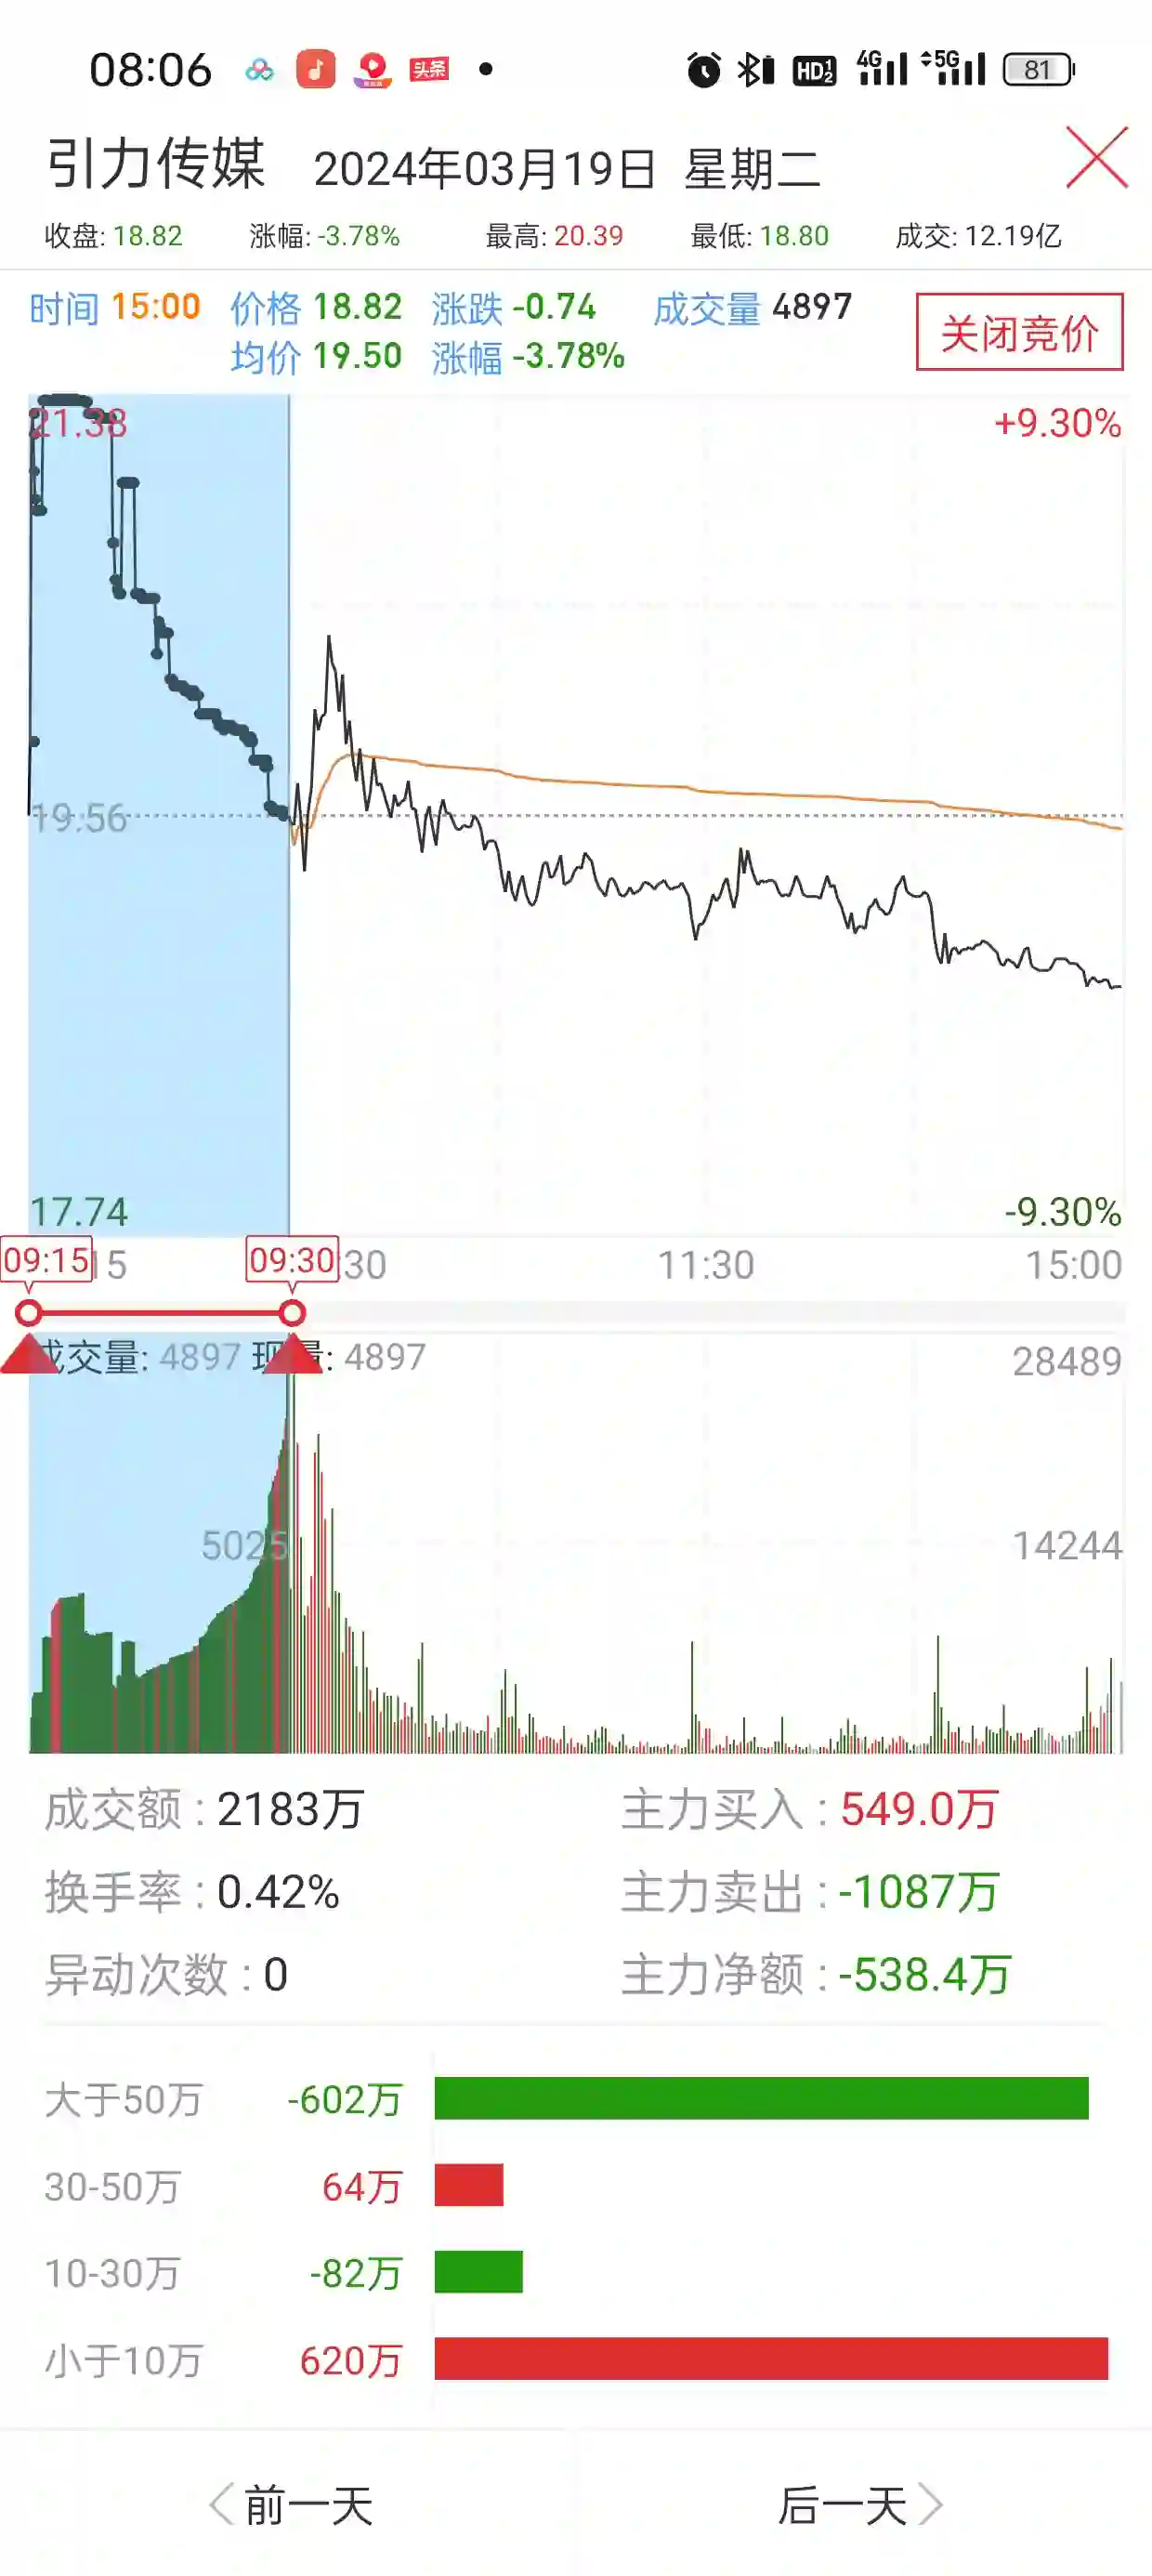 08:06 头条 HD 1 2 4G 5G 81
引力传媒 2024年03月19日 星期二
收盘: 18.82 涨幅: -3.78% 最高: 20.39 最低: 18.80 成交: 12.19亿
时间 15:00 价格 18.82 涨跌 -0.74 成交量 4897
均价 19.50 涨幅 -3.78%
关闭竞价
21.38 +9.30%
19.56
17.74 -9.30%
09:15 15 09:30 30 11:30 15:00
成交量: 4897 现量: 4897 28489
5025 14244
成交额 : 2183万 主力买入 : 549.0万
换手率 : 0.42% 主力卖出 : -1087万
异动次数 : 0 主力净额 : -538.4万
大于50万 -602万
30-50万 64万
10-30万 -82万
小于10万 620万
前一天 后一天